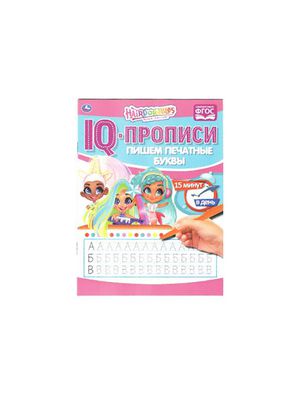 HAIRDORABLES
ФГОС
IQ-ПРОПИСИ
ПИШЕМ ПЕЧАТНЫЕ
БУКВЫ
15 МИНУТ
В ДЕНЬ
А А А А А А А А А А А А А
Б Б Б Б Б Б Б Б Б Б Б Б Б
В В В В В В В В В В В В В